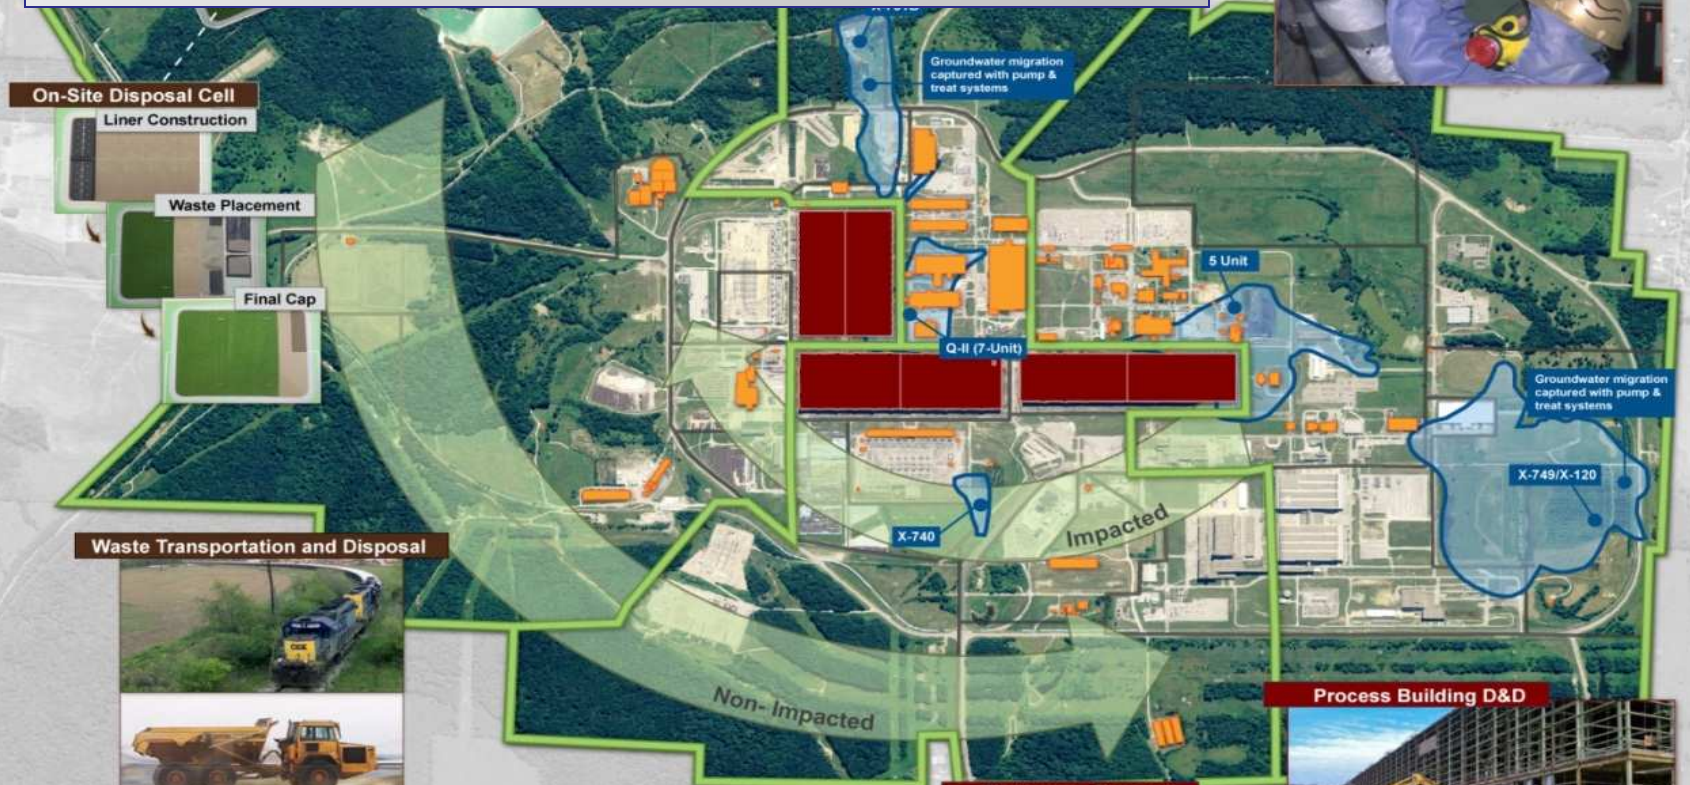 Groundwater migration
captured with pump &
treat systems
On-Site Disposal Cell
Liner Construction
Waste Placement
5 Unit
Final Cap
Q-II (7-Unit)
Groundwater migration
captured with pump &
treat systems
X-749/X-120
X-740
Impacted
Waste Transportation and Disposal
CSX
Non- Impacted
Process Building D&D